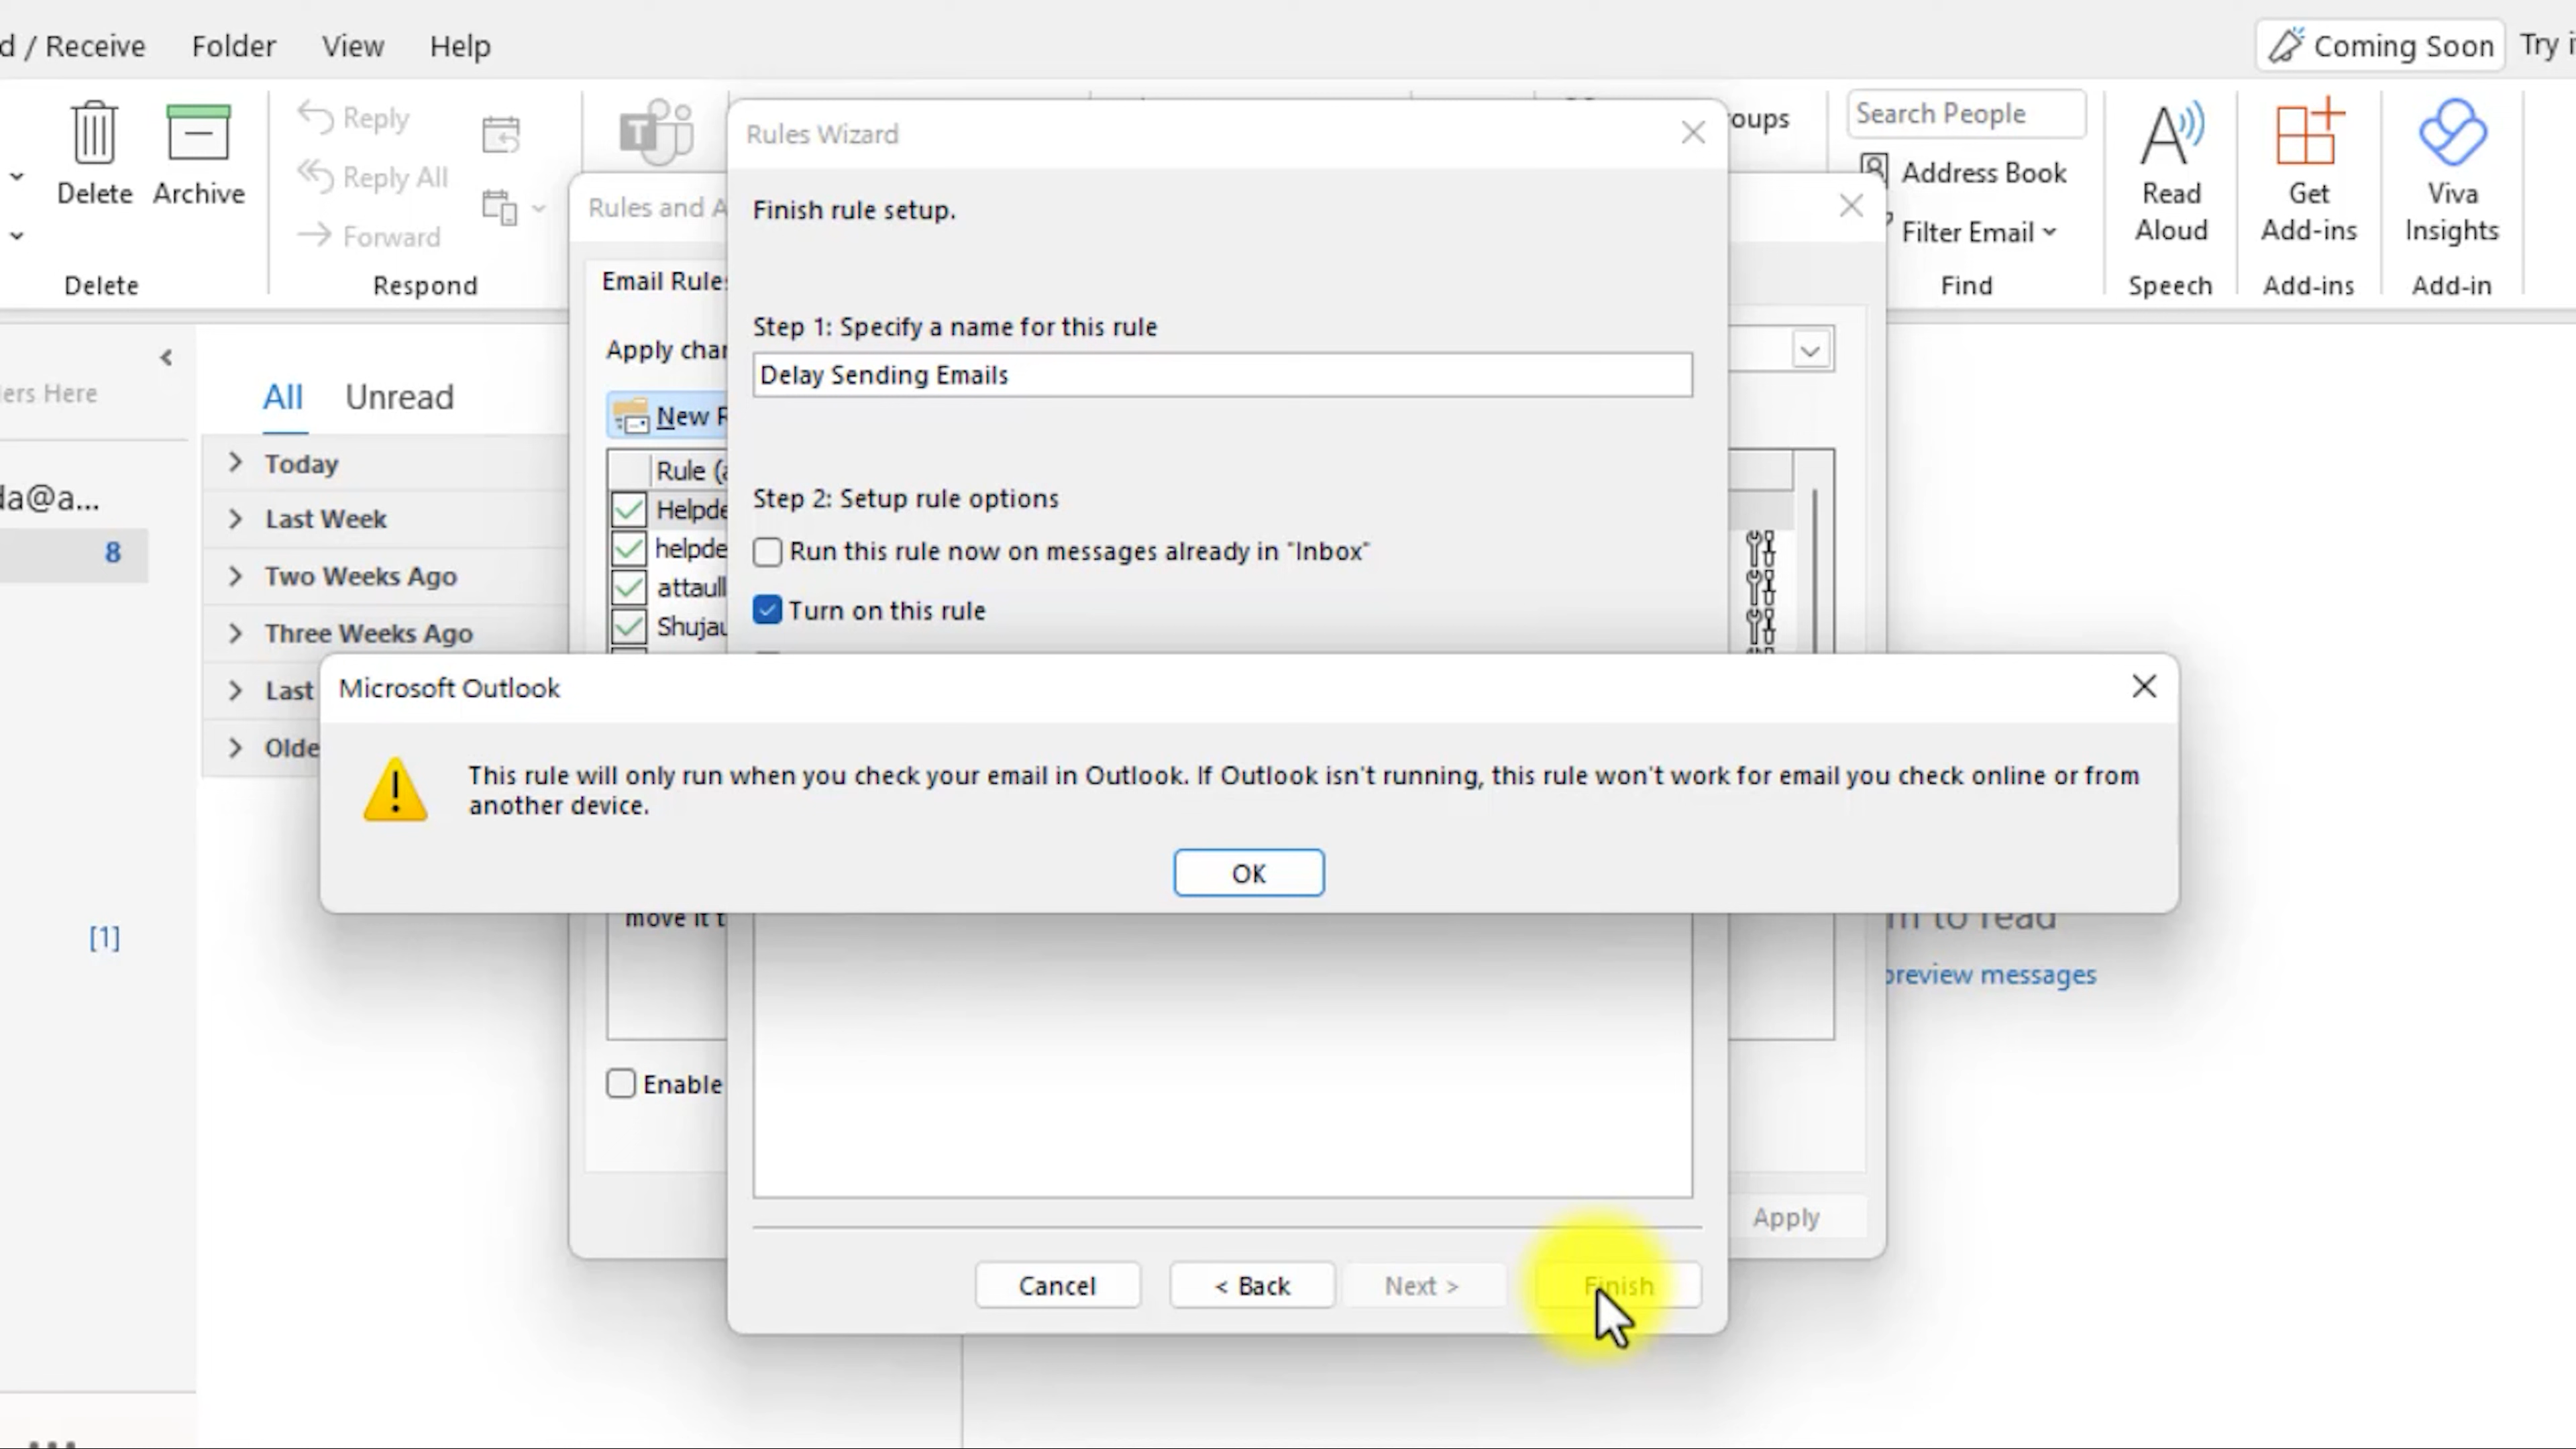 d / Receive
Folder
View
Help
Coming Soon
Try i
Delete
Archive
Reply
Reply All
Forward
Delete
Respond
oups
Search People
Address Book
Filter Email
Find
Read
Aloud
Speech
Get
Add-ins
Add-ins
Viva
Insights
Add-in
ers Here
All
Unread
Today
Last Week
Two Weeks Ago
Three Weeks Ago
Last
Olde
da@a...
8
[1]
Rules and A
Email Rules
Apply chan
New R
Rule (a
Helpde
helpde
attaull
Shujau
move it t
Enable
Apply
Rules Wizard
Finish rule setup.
Step 1: Specify a name for this rule
Delay Sending Emails
Step 2: Setup rule options
Run this rule now on messages already in "Inbox"
Turn on this rule
Microsoft Outlook
This rule will only run when you check your email in Outlook. If Outlook isn't running, this rule won't work for email you check online or from
another device.
OK
m to read
preview messages
Cancel
< Back
Next >
Finish